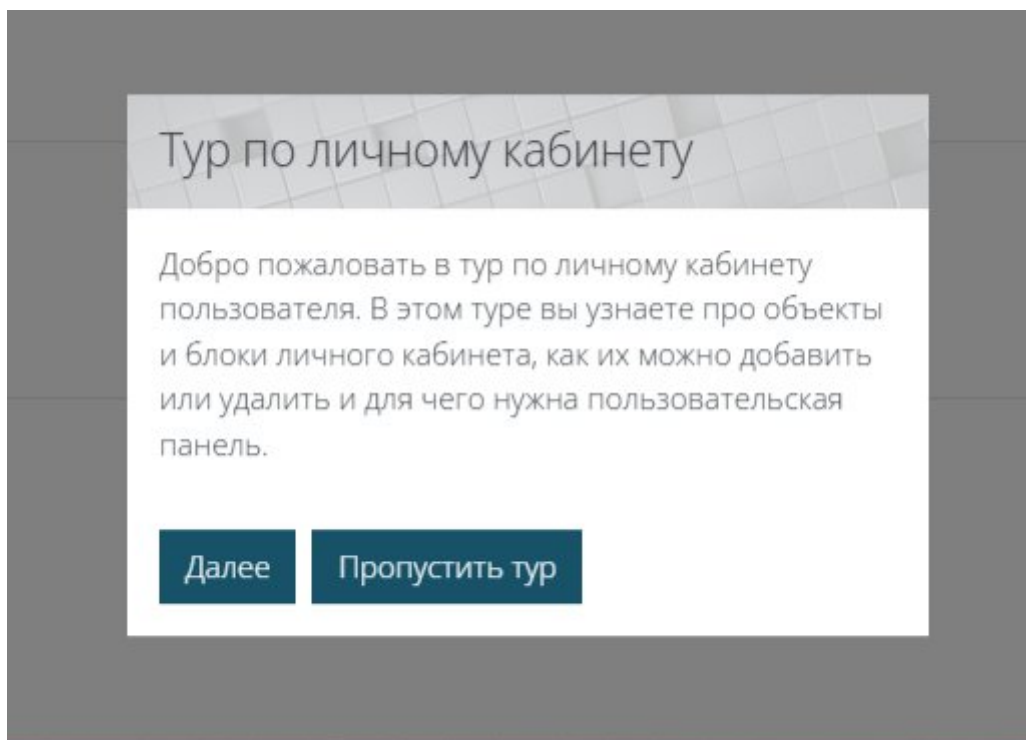 Тур по личному кабинету
Добро пожаловать в тур по личному кабинету
пользователя. В этом туре вы узнаете про объекты
и блоки личного кабинета, как их можно добавить
или удалить и для чего нужна пользовательская
панель.
Далее
Пропустить тур